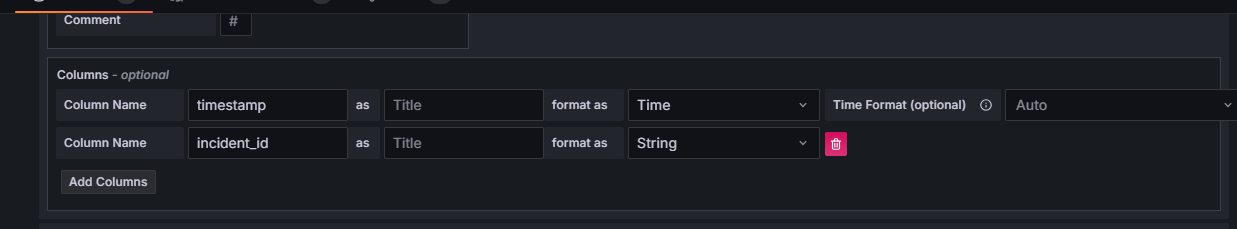 Comment #
Columns - optional
Column Name timestamp as Title format as Time Time Format (optional) Auto
Column Name incident_id as Title format as String
Add Columns